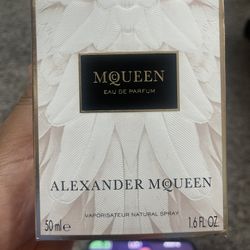 MCQUEEN
EAU DE PARFUM
ALEXANDER MCQUEEN
VAPORISATEUR NATURAL SPRAY
50 ml e 1.6 FL. OZ.